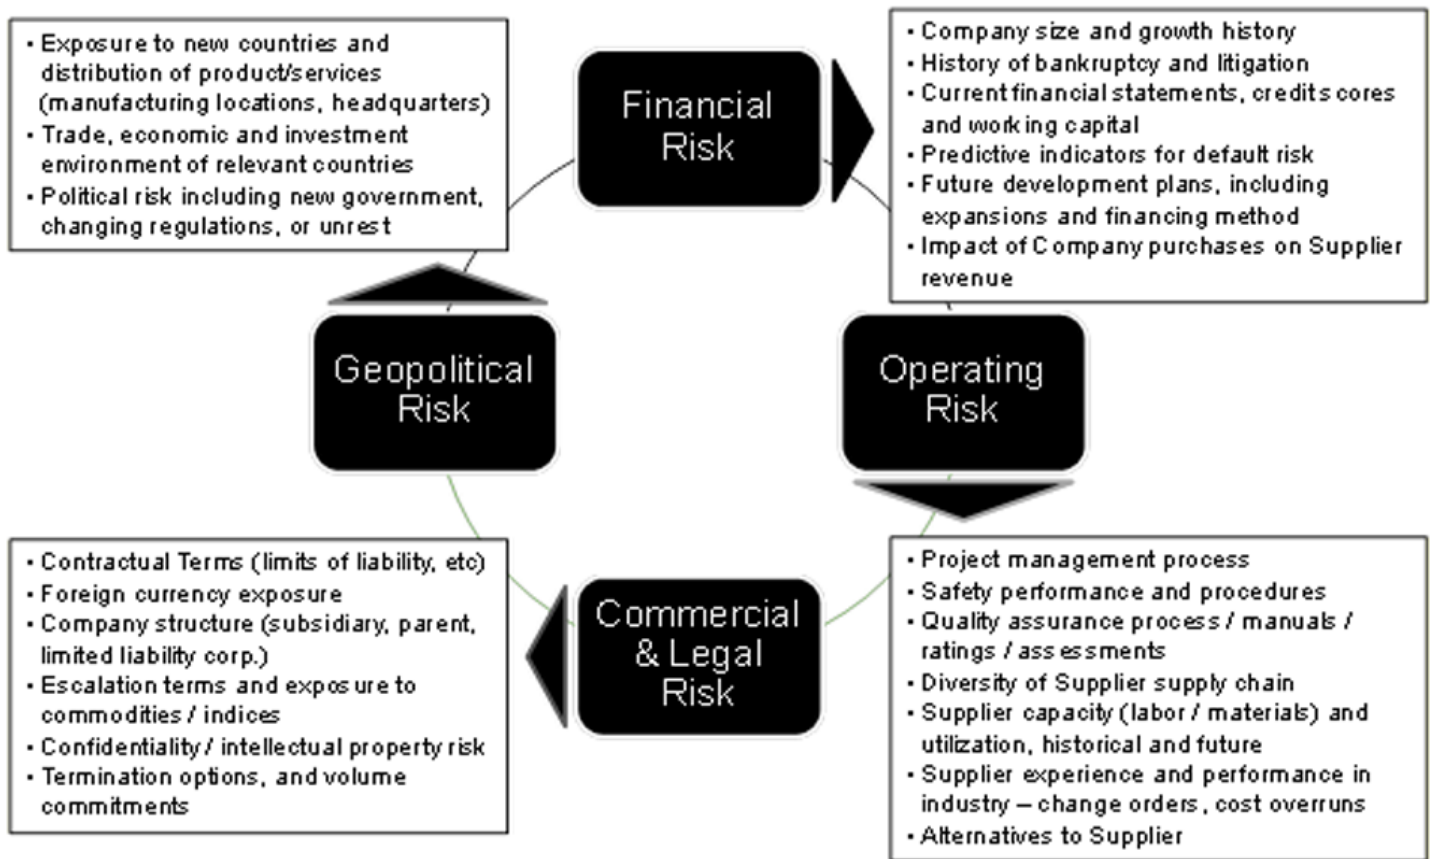 • Exposure to new countries and
distribution of product/services
(manufacturing locations, headquarters)
• Trade, economic and investment
environment of relevant countries
• Political risk including new government,
changing regulations, or unrest
Financial
Risk
• Company size and growth history
• History of bankruptcy and litigation
• Current financial statements, credits cores
and working capital
• Predictive indicators for default risk
• Future development plans, including
expansions and financing method
• Impact of Company purchases on Supplier
revenue
Geopolitical
Risk
Operating
Risk
• Contractual Terms (limits of liability, etc)
• Foreign currency exposure
• Company structure (subsidiary, parent,
limited liability corp.)
• Escalation terms and exposure to
commodities / indices
• Confidentiality / intellectual property risk
• Termination options, and volume
commitments
Commercial
& Legal
Risk
• Project management process
• Safety performance and procedures
• Quality assurance process / manuals /
ratings / assessments
• Diversity of Supplier supply chain
• Supplier capacity (labor / materials) and
utilization, historical and future
• Supplier experience and performance in
industry – change orders, cost overruns
• Alternatives to Supplier